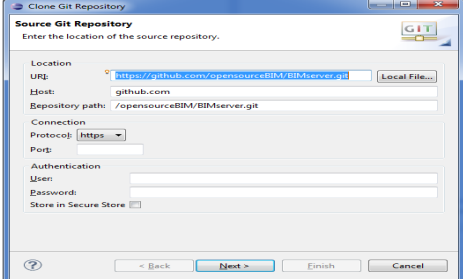 Clone Git Repository
Source Git Repository
Enter the location of the source repository.
GIT
Location
URI: https://github.com/opensourceBIM/BIMserver.git Local File...
Host: github.com
Repository path: /opensourceBIM/BIMserver.git
Connection
Protocol: https
Port:
Authentication
User:
Password:
Store in Secure Store
? < Back Next > Finish Cancel